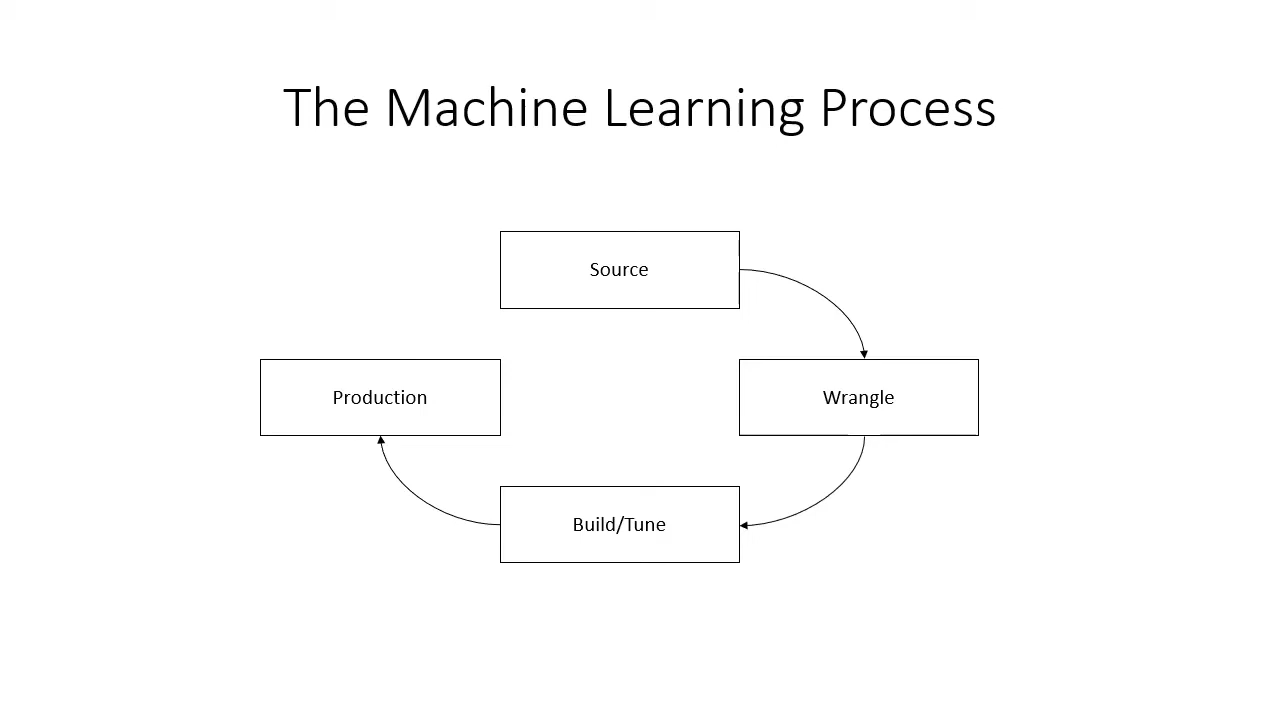 The Machine Learning Process
Source
Production
Wrangle
Build/Tune